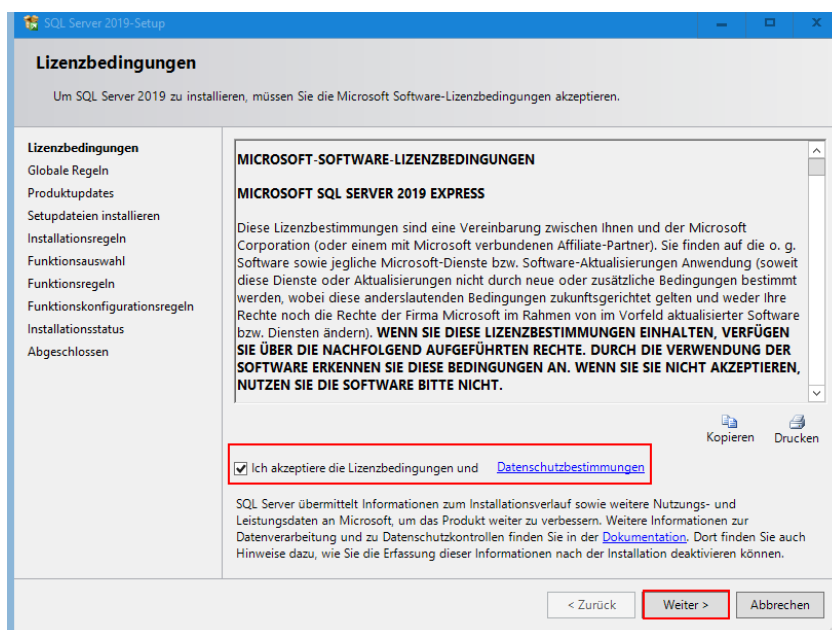 SQL Server 2019-Setup
Lizenzbedingungen
Um SQL Server 2019 zu installieren, müssen Sie die Microsoft Software-Lizenzbedingungen akzeptieren.
Lizenzbedingungen
Globale Regeln
Produktupdates
Setupdateien installieren
Installationsregeln
Funktionsauswahl
Funktionsregeln
Funktionskonfigurationsregeln
Installationsstatus
Abgeschlossen
MICROSOFT-SOFTWARE-LIZENZBEDINGUNGEN
MICROSOFT SQL SERVER 2019 EXPRESS
Diese Lizenzbestimmungen sind eine Vereinbarung zwischen Ihnen und der Microsoft
Corporation (oder einem mit Microsoft verbundenen Affiliate-Partner). Sie finden auf die o. g.
Software sowie jegliche Microsoft-Dienste bzw. Software-Aktualisierungen Anwendung (soweit
diese Dienste oder Aktualisierungen nicht durch neue oder zusätzliche Bedingungen bestimmt
werden, wobei diese anderslautenden Bedingungen zukunftsgerichtet gelten und weder Ihre
Rechte noch die Rechte der Firma Microsoft im Rahmen von im Vorfeld aktualisierter Software
bzw. Diensten ändern). WENN SIE DIESE LIZENZBESTIMMUNGEN EINHALTEN, VERFÜGEN
SIE ÜBER DIE NACHFOLGEND AUFGEFÜHRTEN RECHTE. DURCH DIE VERWENDUNG DER
SOFTWARE ERKENNEN SIE DIESE BEDINGUNGEN AN. WENN SIE SIE NICHT AKZEPTIEREN,
NUTZEN SIE DIE SOFTWARE BITTE NICHT.
Kopieren Drucken
Ich akzeptiere die Lizenzbedingungen und Datenschutzbestimmungen
SQL Server übermittelt Informationen zum Installationsverlauf sowie weitere Nutzungs- und
Leistungsdaten an Microsoft, um das Produkt weiter zu verbessern. Weitere Informationen zur
Datenverarbeitung und zu Datenschutzkontrollen finden Sie in der Dokumentation. Dort finden Sie auch
Hinweise dazu, wie Sie die Erfassung dieser Informationen nach der Installation deaktivieren können.
< Zurück Weiter > Abbrechen